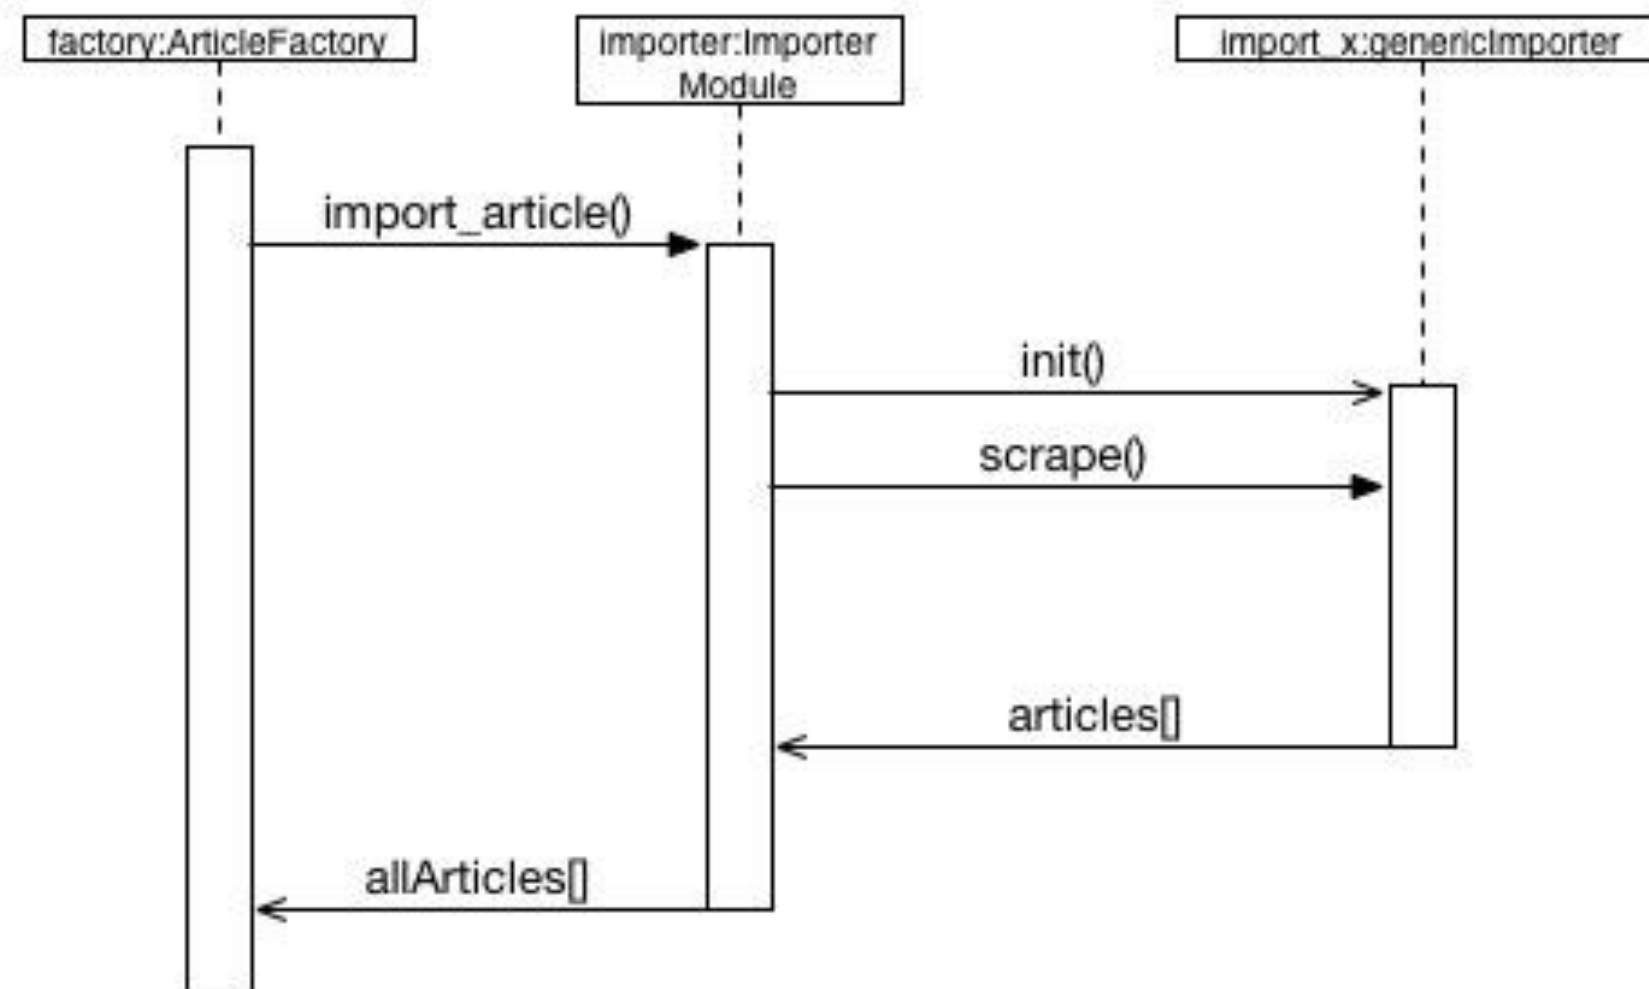 factory:ArticleFactory
importer:Importer
Module
import_x:genericImporter
import_article()
init()
scrape()
articles[]
allArticles[]